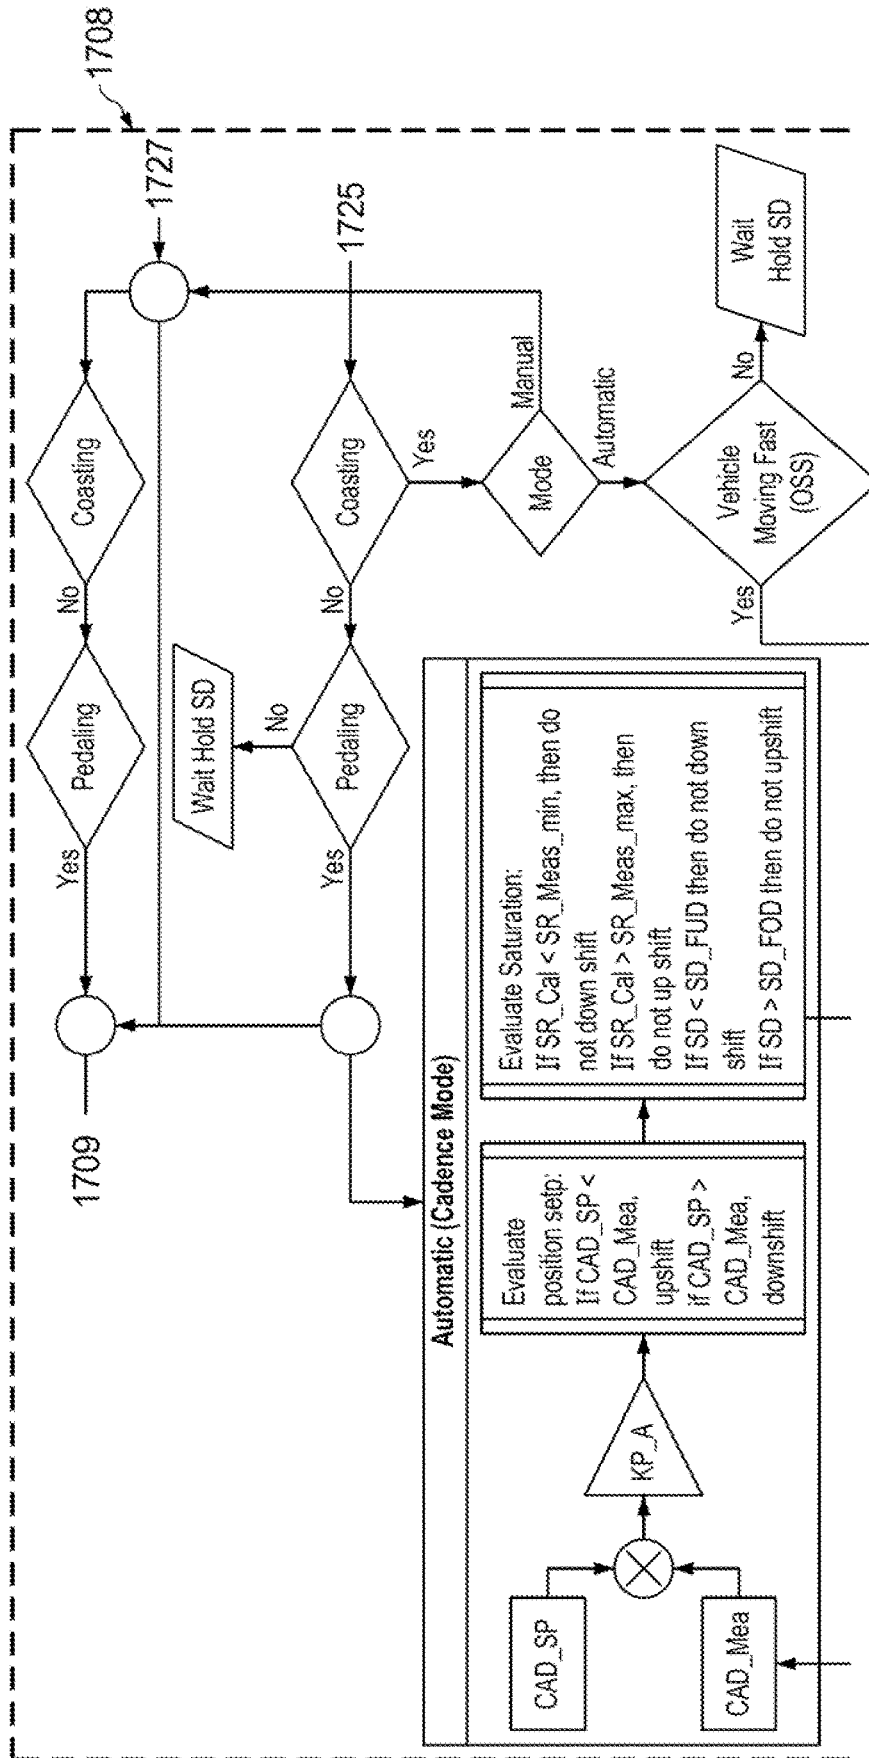 1708
1709
Yes
Pedaling
No
Coasting
1727
Wait Hold SD
No
Yes
Pedaling
No
Coasting
1725
Yes
Manual
Mode
Automatic
Automatic (Cadence Mode)
CAD_SP
CAD_Mea
KP_A
Evaluate
position setp:
If CAD_SP <
CAD_Mea,
upshift
if CAD_SP >
CAD_Mea,
downshift
Evaluate Saturation:
If SR_Cal < SR_Meas_min, then do
not down shift
If SR_Cal > SR_Meas_max, then
do not up shift
If SD < SD_FUD then do not down
shift
If SD > SD_FOD then do not upshift
Yes
Vehicle
Moving Fast
(OSS)
No
Wait
Hold SD